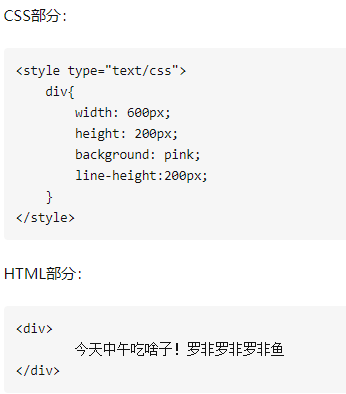 CSS部分：
<style type="text/css">
    div{
        width: 600px;
        height: 200px;
        background: pink;
        line-height:200px;
    }
</style>
HTML部分：
<div>
        今天中午吃啥子！罗非罗非罗非鱼
</div>